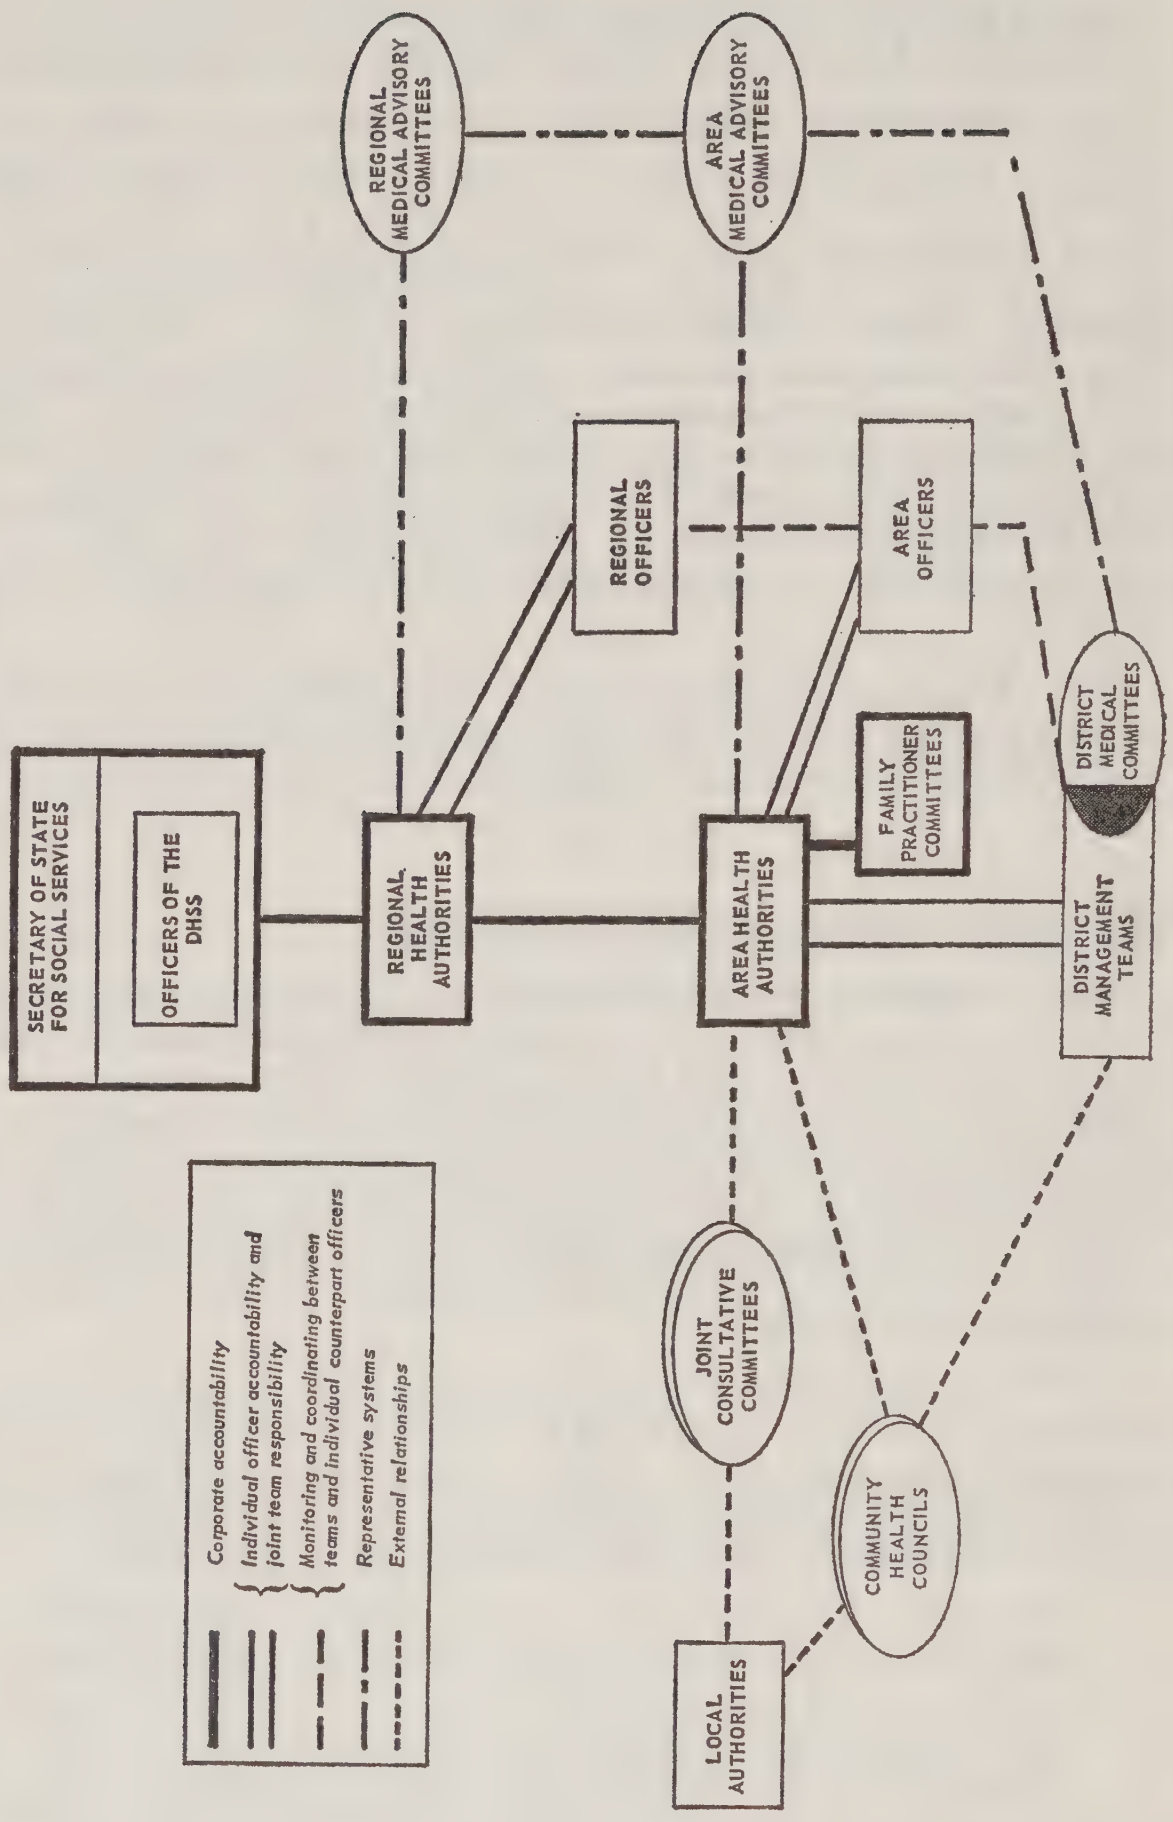 SECRETARY OF STATE
FOR SOCIAL SERVICES
OFFICERS OF THE
DHSS
Corporate accountability
Individual officer accountability and
joint team responsibility
Monitoring and coordinating between
teams and individual counterpart officers
Representative systems
External relationships
REGIONAL
HEALTH
AUTHORITIES
REGIONAL
MEDICAL ADVISORY
COMMITTEES
REGIONAL
OFFICERS
LOCAL
AUTHORITIES
JOINT
CONSULTATIVE
COMMITTEES
AREA HEALTH
AUTHORITIES
AREA
MEDICAL ADVISORY
COMMITTEES
COMMUNITY
HEALTH
COUNCILS
FAMILY
PRACTITIONER
COMMITTEES
AREA
OFFICERS
DISTRICT
MANAGEMENT
TEAMS
DISTRICT
MEDICAL
COMMITTEES